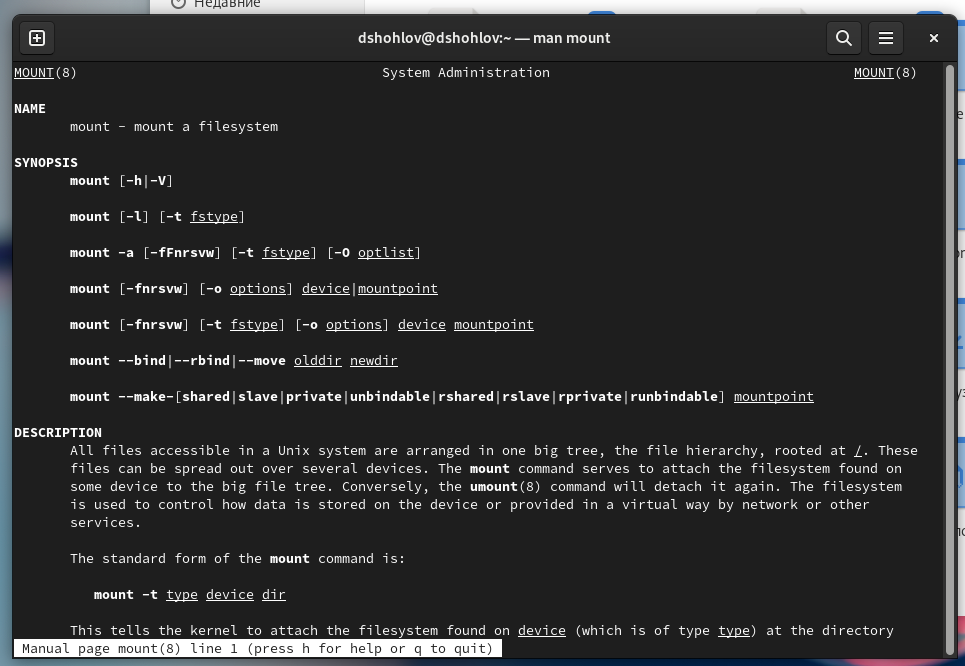 Недавние
dshohlov@dshohlov:~ — man mount
MOUNT(8) System Administration MOUNT(8)
NAME
mount - mount a filesystem
SYNOPSIS
mount [-h|-V]
mount [-l] [-t fstype]
mount -a [-fFnrsvw] [-t fstype] [-O optlist]
mount [-fnrsvw] [-o options] device|mountpoint
mount [-fnrsvw] [-t fstype] [-o options] device mountpoint
mount --bind|--rbind|--move olddir newdir
mount --make-[shared|slave|private|unbindable|rshared|rslave|rprivate|runbindable] mountpoint
DESCRIPTION
All files accessible in a Unix system are arranged in one big tree, the file hierarchy, rooted at /. These
files can be spread out over several devices. The mount command serves to attach the filesystem found on
some device to the big file tree. Conversely, the umount(8) command will detach it again. The filesystem
is used to control how data is stored on the device or provided in a virtual way by network or other
services.
The standard form of the mount command is:
mount -t type device dir
This tells the kernel to attach the filesystem found on device (which is of type type) at the directory
Manual page mount(8) line 1 (press h for help or q to quit)